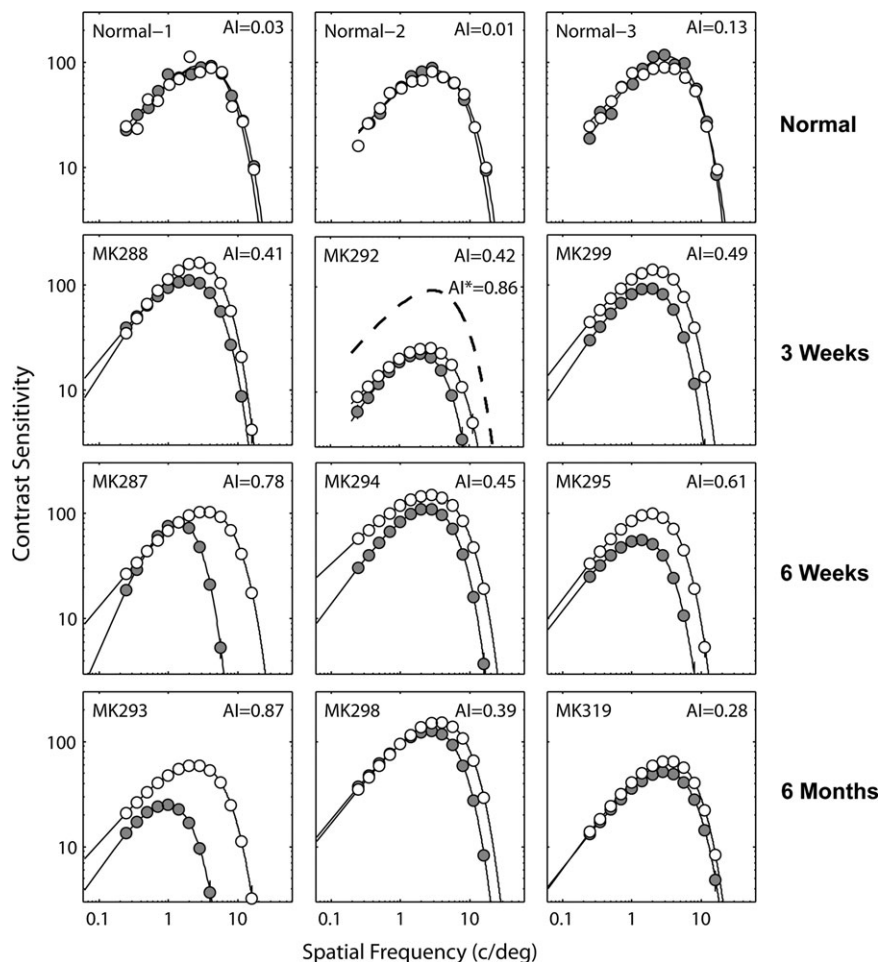 Normal−1 AI=0.03
Normal−2 AI=0.01
Normal−3 AI=0.13
100
10
Normal
MK288 AI=0.41
MK292 AI=0.42
AI*=0.86
MK299 AI=0.49
100
10
3 Weeks
Contrast Sensitivity
MK287 AI=0.78
MK294 AI=0.45
MK295 AI=0.61
100
10
6 Weeks
MK293 AI=0.87
MK298 AI=0.39
MK319 AI=0.28
100
10
6 Months
0.1 1 10 0.1 1 10 0.1 1 10
Spatial Frequency (c/deg)